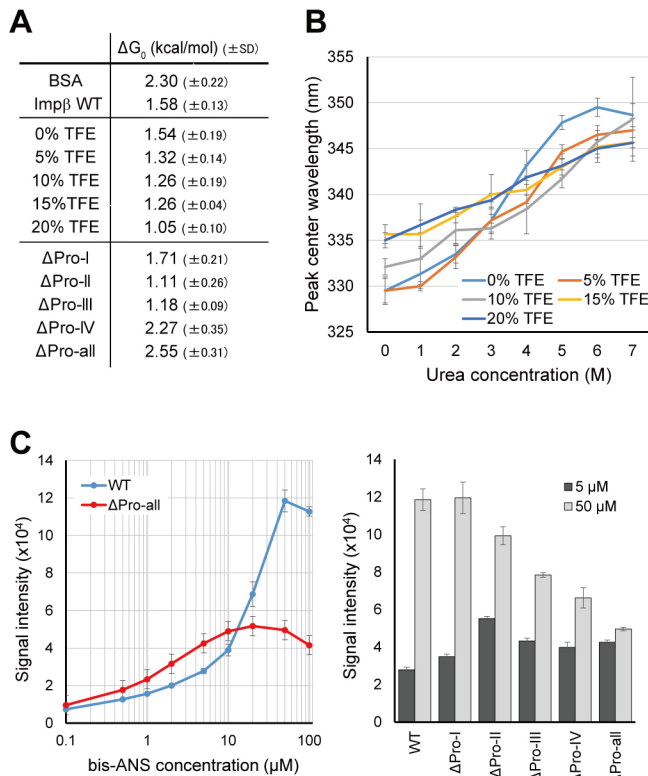 A
ΔG0 (kcal/mol) (±SD)
BSA 2.30 (±0.22)
Impβ WT 1.58 (±0.13)
0% TFE 1.54 (±0.19)
5% TFE 1.32 (±0.14)
10% TFE 1.26 (±0.19)
15%TFE 1.26 (±0.04)
20% TFE 1.05 (±0.10)
ΔPro-I 1.71 (±0.21)
ΔPro-II 1.11 (±0.26)
ΔPro-III 1.18 (±0.09)
ΔPro-IV 2.27 (±0.35)
ΔPro-all 2.55 (±0.31)
B
Peak center wavelength (nm)
355
350
345
340
335
330
325
0% TFE 5% TFE
10% TFE 15% TFE
20% TFE
0 1 2 3 4 5 6 7
Urea concentration (M)
C
Signal intensity (x10⁴)
14
12
10
8
6
4
2
0
WT
ΔPro-all
0.1 1 10 100
bis-ANS concentration (µM)
Signal intensity (x10⁴)
14
12
10
8
6
4
2
0
5 µM
50 µM
WT
ΔPro-I
ΔPro-II
ΔPro-III
ΔPro-IV
ΔPro-all